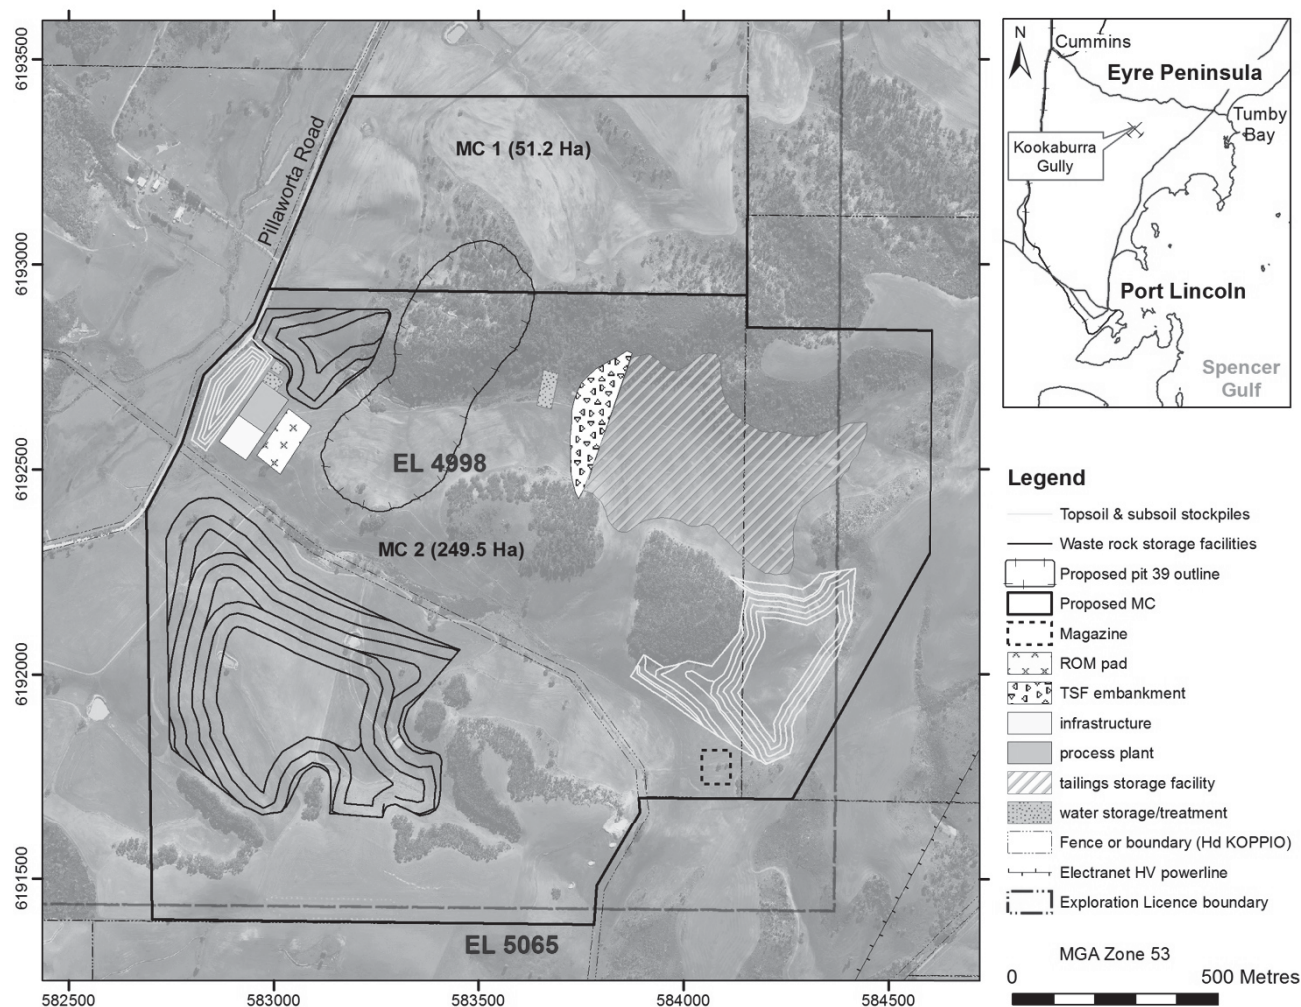 6193500
6193000
6192500
6192000
6191500
582500
583000
583500
584000
584500
Pillaworta Road
MC 1 (51.2 Ha)
EL 4998
MC 2 (249.5 Ha)
EL 5065
N
Cummins
Eyre Peninsula
Tumby
Bay
Kookaburra
Gully
Port Lincoln
Spencer
Gulf
Legend
Topsoil & subsoil stockpiles
Waste rock storage facilities
Proposed pit 39 outline
Proposed MC
Magazine
ROM pad
TSF embankment
infrastructure
process plant
tailings storage facility
water storage/treatment
Fence or boundary (Hd KOPPIO)
Electranet HV powerline
Exploration Licence boundary
MGA Zone 53
0 500 Metres